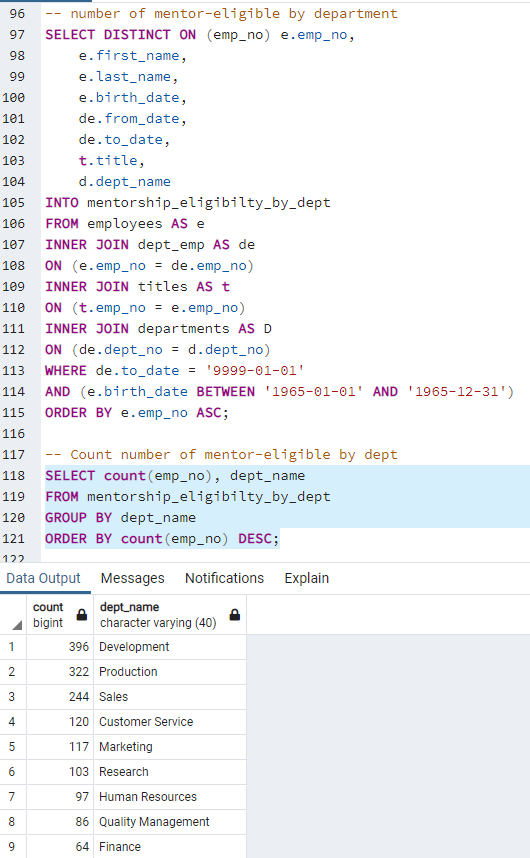 96 -- number of mentor-eligible by department
97 SELECT DISTINCT ON (emp_no) e.emp_no,
98 e.first_name,
99 e.last_name,
100 e.birth_date,
101 de.from_date,
102 de.to_date,
103 t.title,
104 d.dept_name
105 INTO mentorship_eligibilty_by_dept
106 FROM employees AS e
107 INNER JOIN dept_emp AS de
108 ON (e.emp_no = de.emp_no)
109 INNER JOIN titles AS t
110 ON (t.emp_no = e.emp_no)
111 INNER JOIN departments AS D
112 ON (de.dept_no = d.dept_no)
113 WHERE de.to_date = '9999-01-01'
114 AND (e.birth_date BETWEEN '1965-01-01' AND '1965-12-31')
115 ORDER BY e.emp_no ASC;
116
117 -- Count number of mentor-eligible by dept
118 SELECT count(emp_no), dept_name
119 FROM mentorship_eligibilty_by_dept
120 GROUP BY dept_name
121 ORDER BY count(emp_no) DESC;
122
Data Output Messages Notifications Explain
count dept_name
bigint character varying (40)
1 396 Development
2 322 Production
3 244 Sales
4 120 Customer Service
5 117 Marketing
6 103 Research
7 97 Human Resources
8 86 Quality Management
9 64 Finance